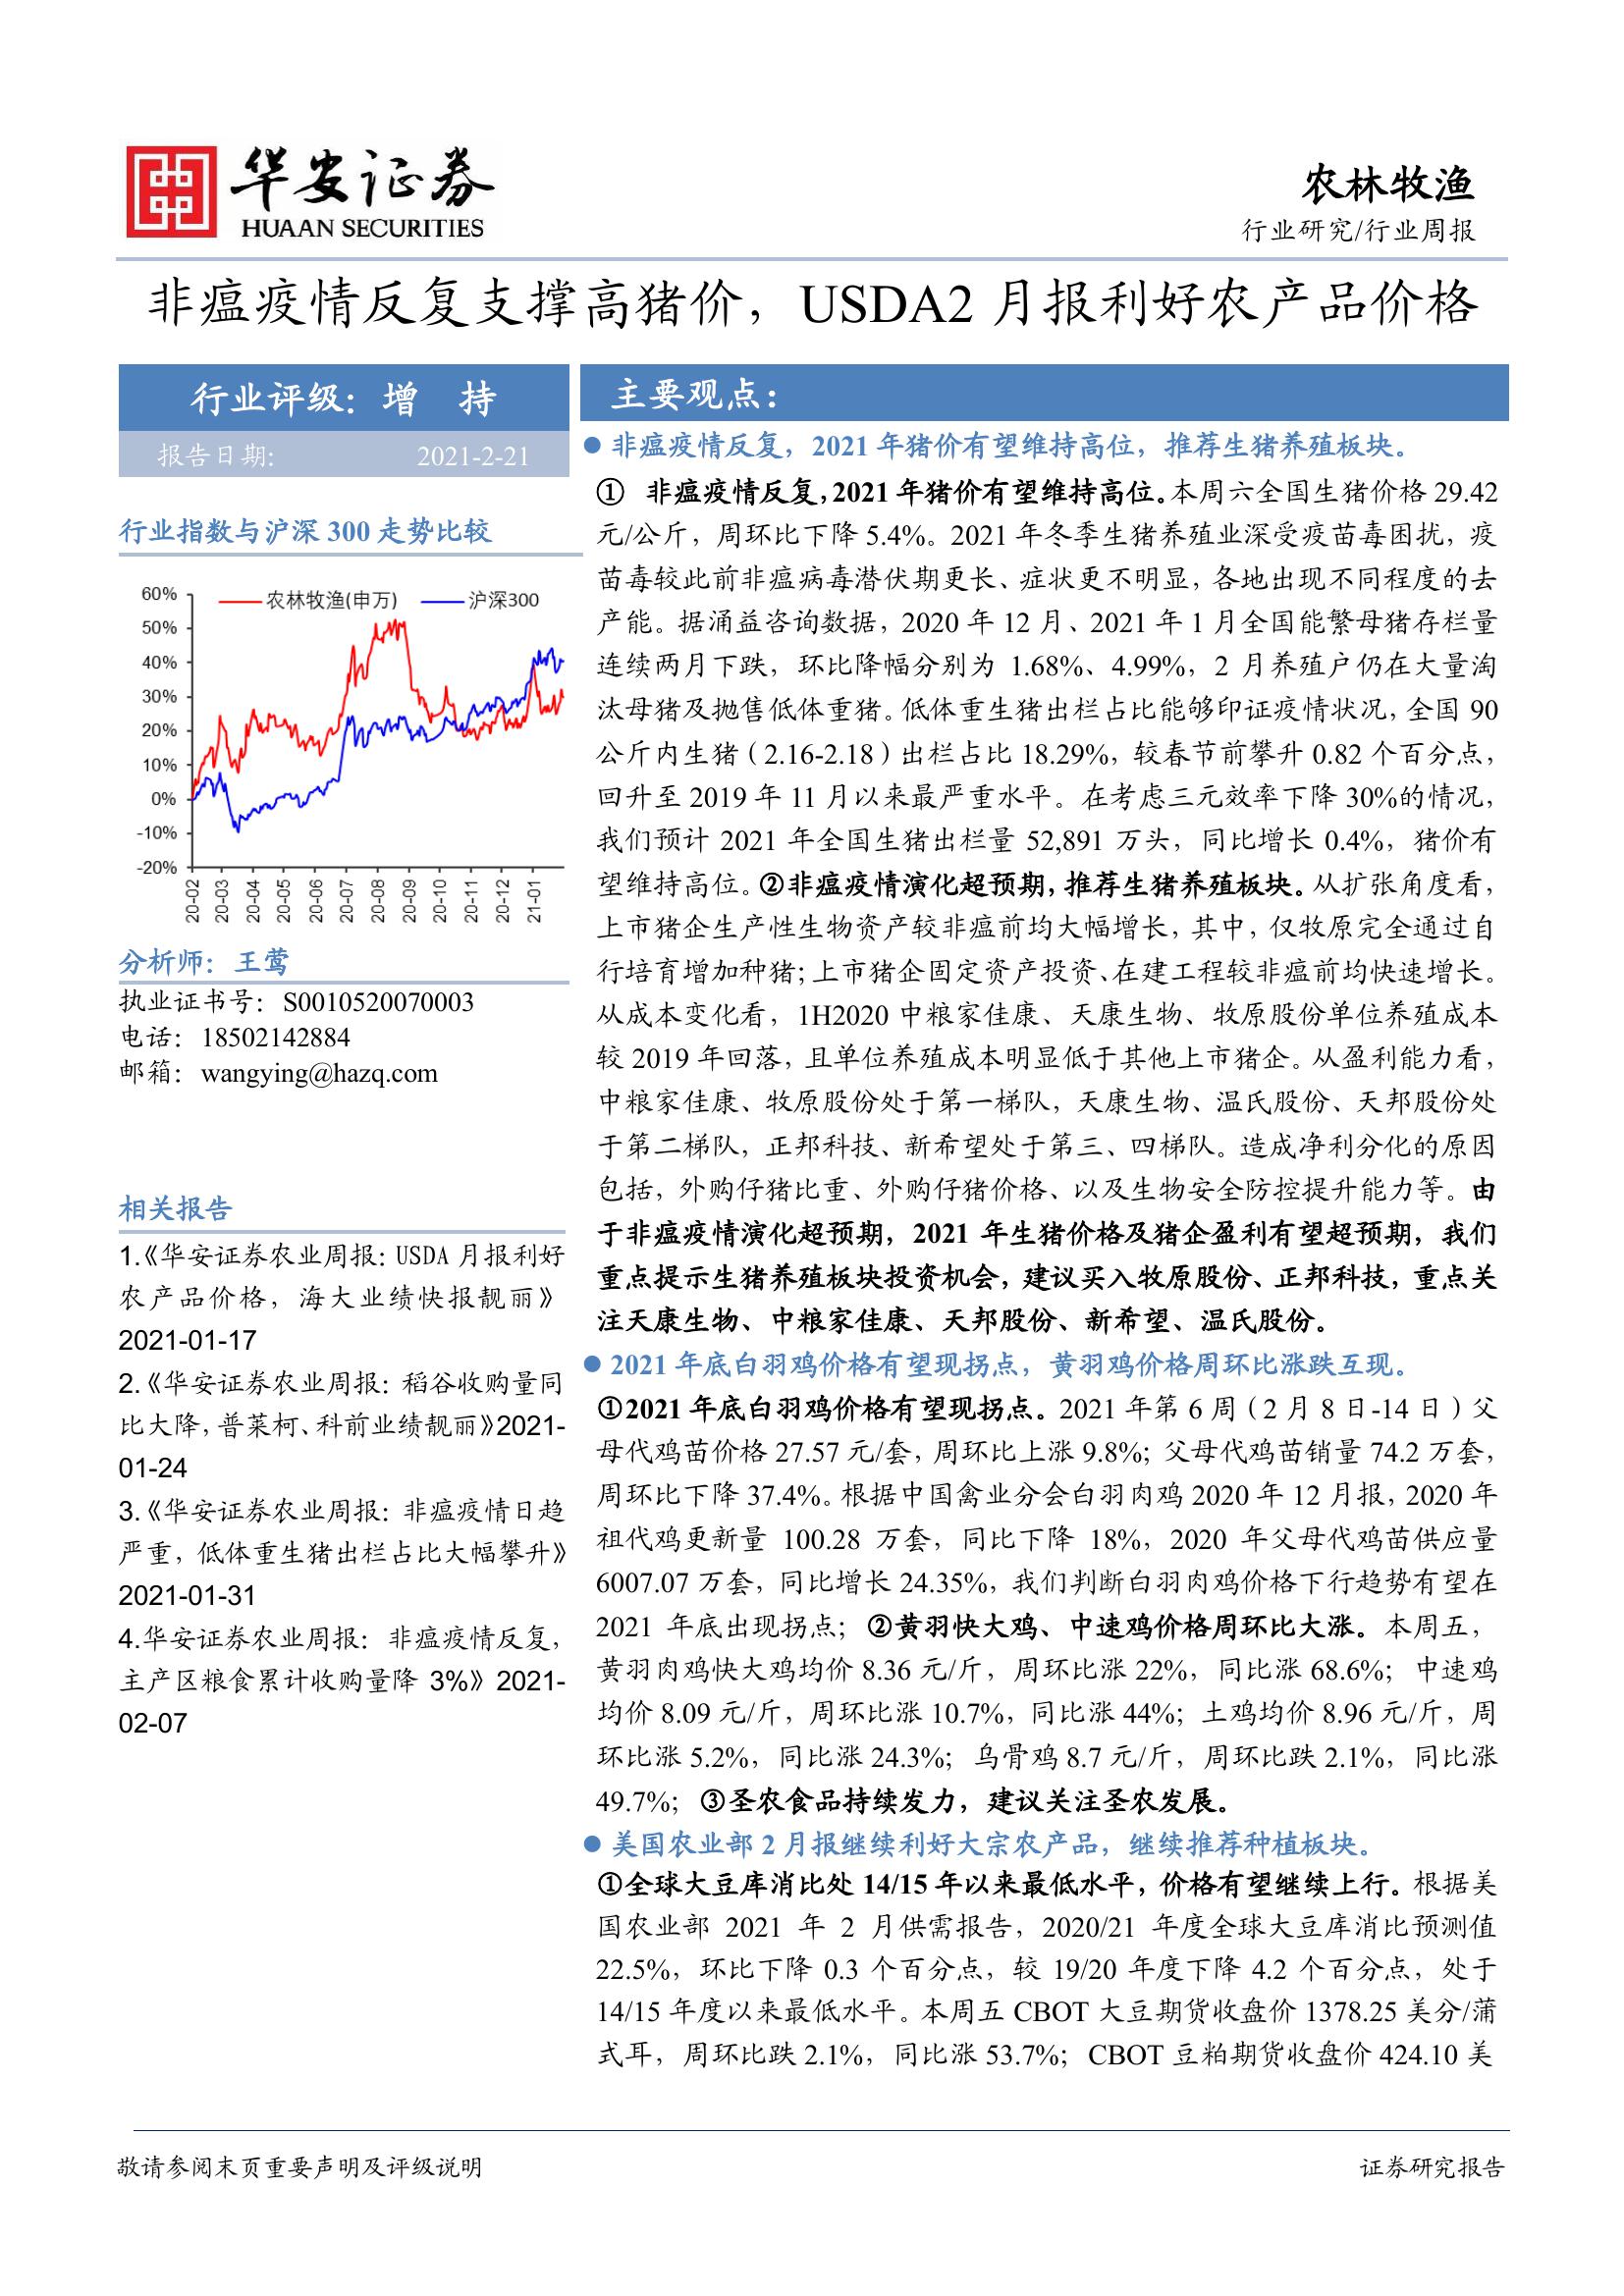 华安证券
HUAAN SECURITIES
农林牧渔
行业研究/行业周报
非瘟疫情反复支撑高猪价，USDA2 月报利好农产品价格
行业评级：增 持
报告日期: 2021-2-21
行业指数与沪深 300 走势比较
农林牧渔(申万) 沪深300
60%
50%
40%
30%
20%
10%
0%
-10%
-20%
20-02 20-03 20-04 20-05 20-06 20-07 20-08 20-09 20-10 20-11 20-12 21-01
分析师：王莺
执业证书号：S0010520070003
电话：18502142884
邮箱：wangying@hazq.com
相关报告
1.《华安证券农业周报：USDA 月报利好
农产品价格，海大业绩快报靓丽》
2021-01-17
2.《华安证券农业周报：稻谷收购量同
比大降，普莱柯、科前业绩靓丽》2021-
01-24
3.《华安证券农业周报：非瘟疫情日趋
严重，低体重生猪出栏占比大幅攀升》
2021-01-31
4.华安证券农业周报：非瘟疫情反复，
主产区粮食累计收购量降 3%》2021-
02-07
主要观点：
● 非瘟疫情反复，2021 年猪价有望维持高位，推荐生猪养殖板块。
① 非瘟疫情反复，2021 年猪价有望维持高位。本周六全国生猪价格 29.42
元/公斤，周环比下降 5.4%。2021 年冬季生猪养殖业深受疫苗毒困扰，疫
苗毒较此前非瘟病毒潜伏期更长、症状更不明显，各地出现不同程度的去
产能。据涌益咨询数据，2020 年 12 月、2021 年 1 月全国能繁母猪存栏量
连续两月下跌，环比降幅分别为 1.68%、4.99%，2 月养殖户仍在大量淘
汰母猪及抛售低体重猪。低体重生猪出栏占比能够印证疫情状况，全国 90
公斤内生猪（2.16-2.18）出栏占比 18.29%，较春节前攀升 0.82 个百分点，
回升至 2019 年 11 月以来最严重水平。在考虑三元效率下降 30%的情况，
我们预计 2021 年全国生猪出栏量 52,891 万头，同比增长 0.4%，猪价有
望维持高位。②非瘟疫情演化超预期，推荐生猪养殖板块。从扩张角度看，
上市猪企生产性生物资产较非瘟前均大幅增长，其中，仅牧原完全通过自
行培育增加种猪；上市猪企固定资产投资、在建工程较非瘟前均快速增长。
从成本变化看，1H2020 中粮家佳康、天康生物、牧原股份单位养殖成本
较 2019 年回落，且单位养殖成本明显低于其他上市猪企。从盈利能力看，
中粮家佳康、牧原股份处于第一梯队，天康生物、温氏股份、天邦股份处
于第二梯队，正邦科技、新希望处于第三、四梯队。造成净利分化的原因
包括，外购仔猪比重、外购仔猪价格、以及生物安全防控提升能力等。由
于非瘟疫情演化超预期，2021 年生猪价格及猪企盈利有望超预期，我们
重点提示生猪养殖板块投资机会，建议买入牧原股份、正邦科技，重点关
注天康生物、中粮家佳康、天邦股份、新希望、温氏股份。
● 2021 年底白羽鸡价格有望现拐点，黄羽鸡价格周环比涨跌互现。
①2021 年底白羽鸡价格有望现拐点。2021 年第 6 周（2 月 8 日-14 日）父
母代鸡苗价格 27.57 元/套，周环比上涨 9.8%；父母代鸡苗销量 74.2 万套，
周环比下降 37.4%。根据中国禽业分会白羽肉鸡 2020 年 12 月报，2020 年
祖代鸡更新量 100.28 万套，同比下降 18%，2020 年父母代鸡苗供应量
6007.07 万套，同比增长 24.35%，我们判断白羽肉鸡价格下行趋势有望在
2021 年底出现拐点；②黄羽快大鸡、中速鸡价格周环比大涨。本周五，
黄羽肉鸡快大鸡均价 8.36 元/斤，周环比涨 22%，同比涨 68.6%；中速鸡
均价 8.09 元/斤，周环比涨 10.7%，同比涨 44%；土鸡均价 8.96 元/斤，周
环比涨 5.2%，同比涨 24.3%；乌骨鸡 8.7 元/斤，周环比跌 2.1%，同比涨
49.7%；③圣农食品持续发力，建议关注圣农发展。
● 美国农业部 2 月报继续利好大宗农产品，继续推荐种植板块。
①全球大豆库消比处 14/15 年以来最低水平，价格有望继续上行。根据美
国农业部 2021 年 2 月供需报告，2020/21 年度全球大豆库消比预测值
22.5%，环比下降 0.3 个百分点，较 19/20 年度下降 4.2 个百分点，处于
14/15 年度以来最低水平。本周五 CBOT 大豆期货收盘价 1378.25 美分/蒲
式耳，周环比跌 2.1%，同比涨 53.7%；CBOT 豆粕期货收盘价 424.10 美
敬请参阅末页重要声明及评级说明
证券研究报告